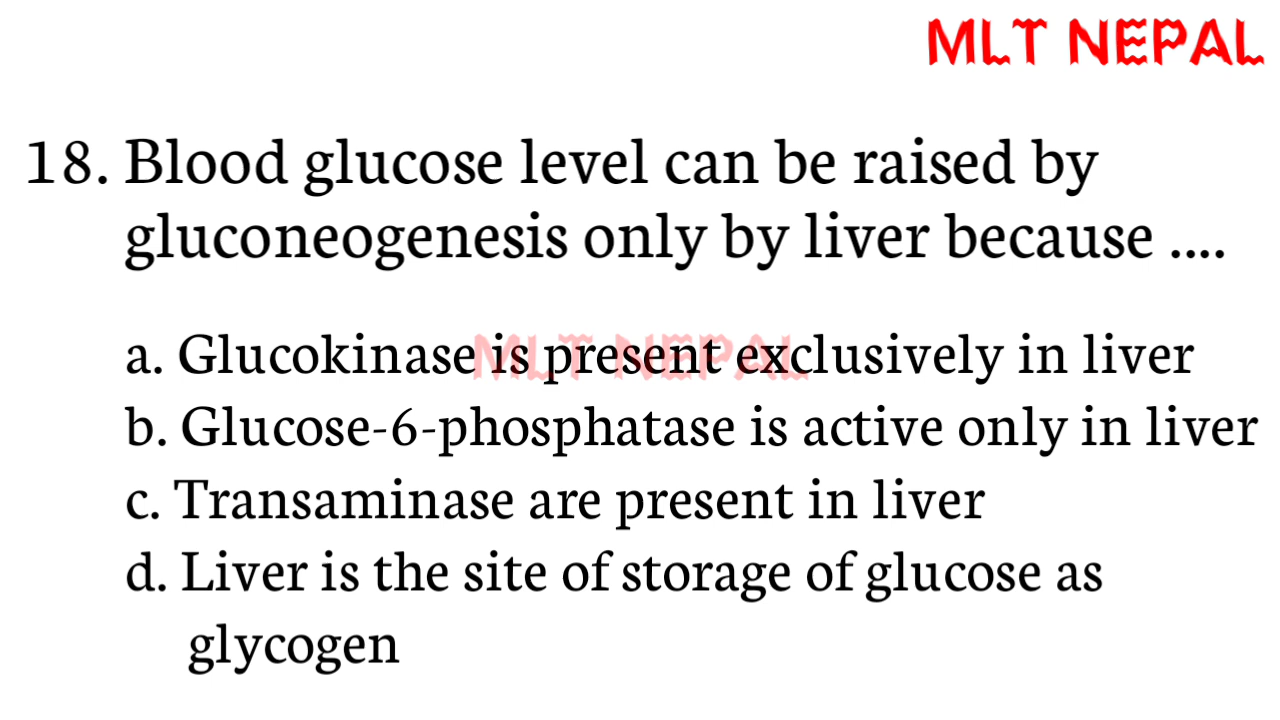 MLT NEPAL
18. Blood glucose level can be raised by
gluconeogenesis only by liver because ....
MLT NEPAL
a. Glucokinase is present exclusively in liver
b. Glucose-6-phosphatase is active only in liver
c. Transaminase are present in liver
d. Liver is the site of storage of glucose as
glycogen